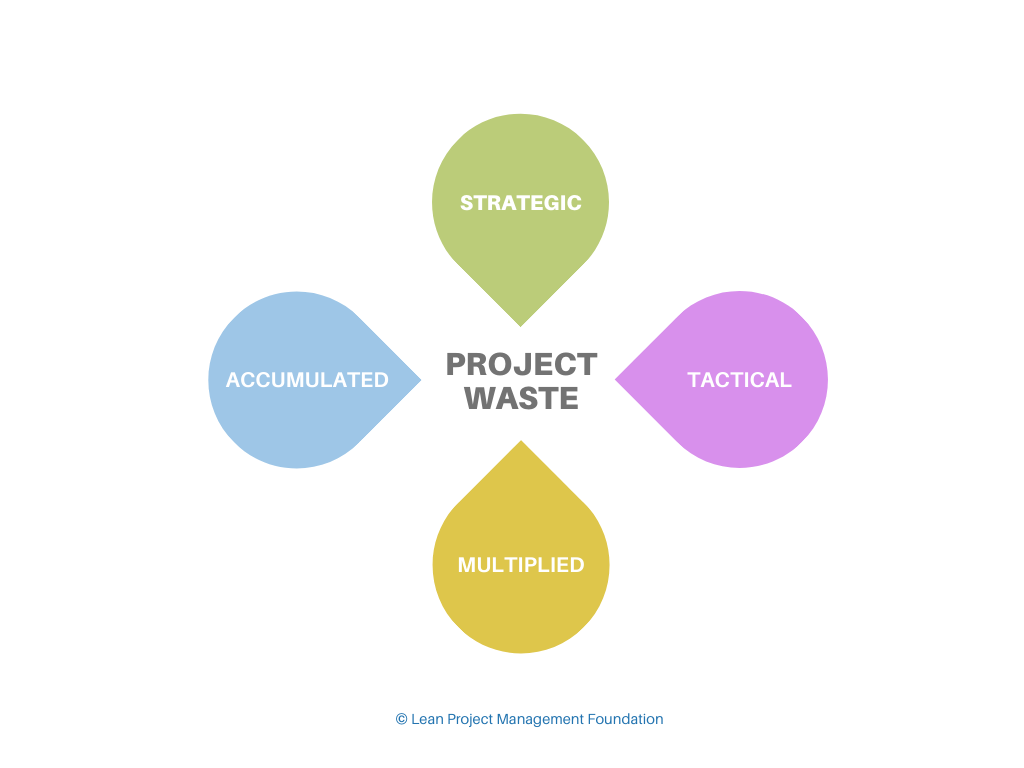 STRATEGIC
ACCUMULATED
PROJECT
WASTE
TACTICAL
MULTIPLIED
© Lean Project Management Foundation